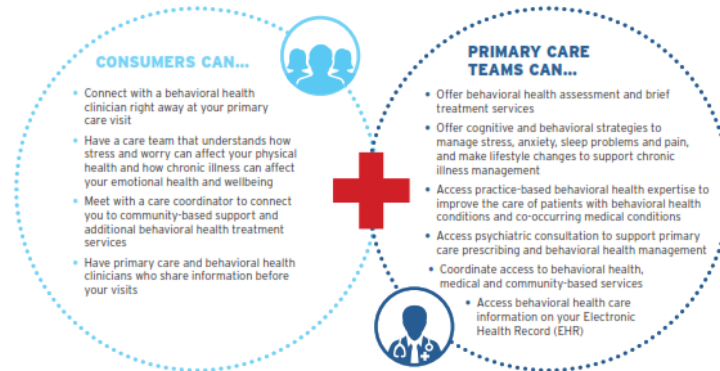 CONSUMERS CAN...
• Connect with a behavioral health
clinician right away at your primary
care visit
• Have a care team that understands how
stress and worry can affect your physical
health and how chronic illness can affect
your emotional health and wellbeing
• Meet with a care coordinator to connect
you to community-based support and
additional behavioral health treatment
services
• Have primary care and behavioral health
clinicians who share information before
your visits
PRIMARY CARE
TEAMS CAN...
• Offer behavioral health assessment and brief
treatment services
• Offer cognitive and behavioral strategies to
manage stress, anxiety, sleep problems and pain,
and make lifestyle changes to support chronic
illness management
• Access practice-based behavioral health expertise to
improve the care of patients with behavioral health
conditions and co-occurring medical conditions
• Access psychiatric consultation to support primary
care prescribing and behavioral health management
• Coordinate access to behavioral health,
medical and community-based services
• Access behavioral health care
information on your Electronic
Health Record (EHR)